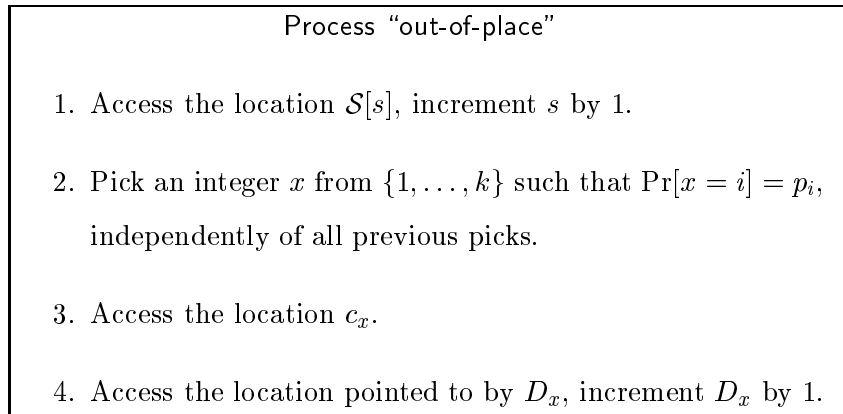 Process “out-of-place”
1. Access the location 𝒮[s], increment s by 1.
2. Pick an integer x from {1, . . . , k} such that Pr[x = i] = pᵢ,
independently of all previous picks.
3. Access the location cₓ.
4. Access the location pointed to by Dₓ, increment Dₓ by 1.